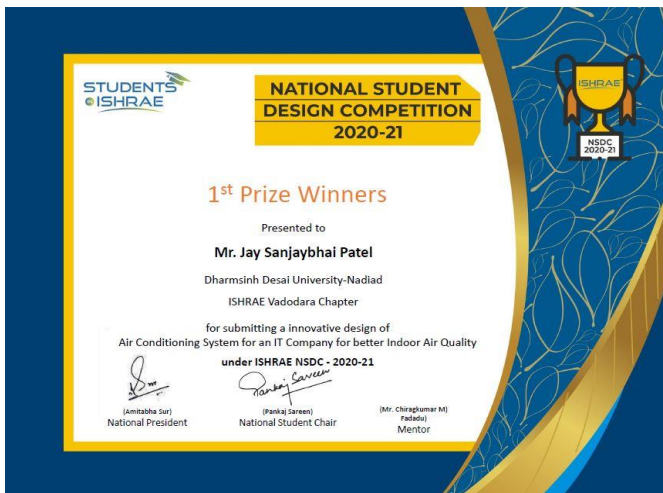 STUDENTS
ISHRAE
NATIONAL STUDENT
DESIGN COMPETITION
2020-21
ISHRAE
NSDC
2020-21
1st Prize Winners
Presented to
Mr. Jay Sanjaybhai Patel
Dharmsinh Desai University-Nadiad
ISHRAE Vadodara Chapter
for submitting a innovative design of
Air Conditioning System for an IT Company for better Indoor Air Quality
under ISHRAE NSDC - 2020-21
Pankaj Sareen
(Amitabha Sur)
National President
(Pankaj Sareen)
National Student Chair
(Mr. Chiragkumar M)
Fadadu)
Mentor